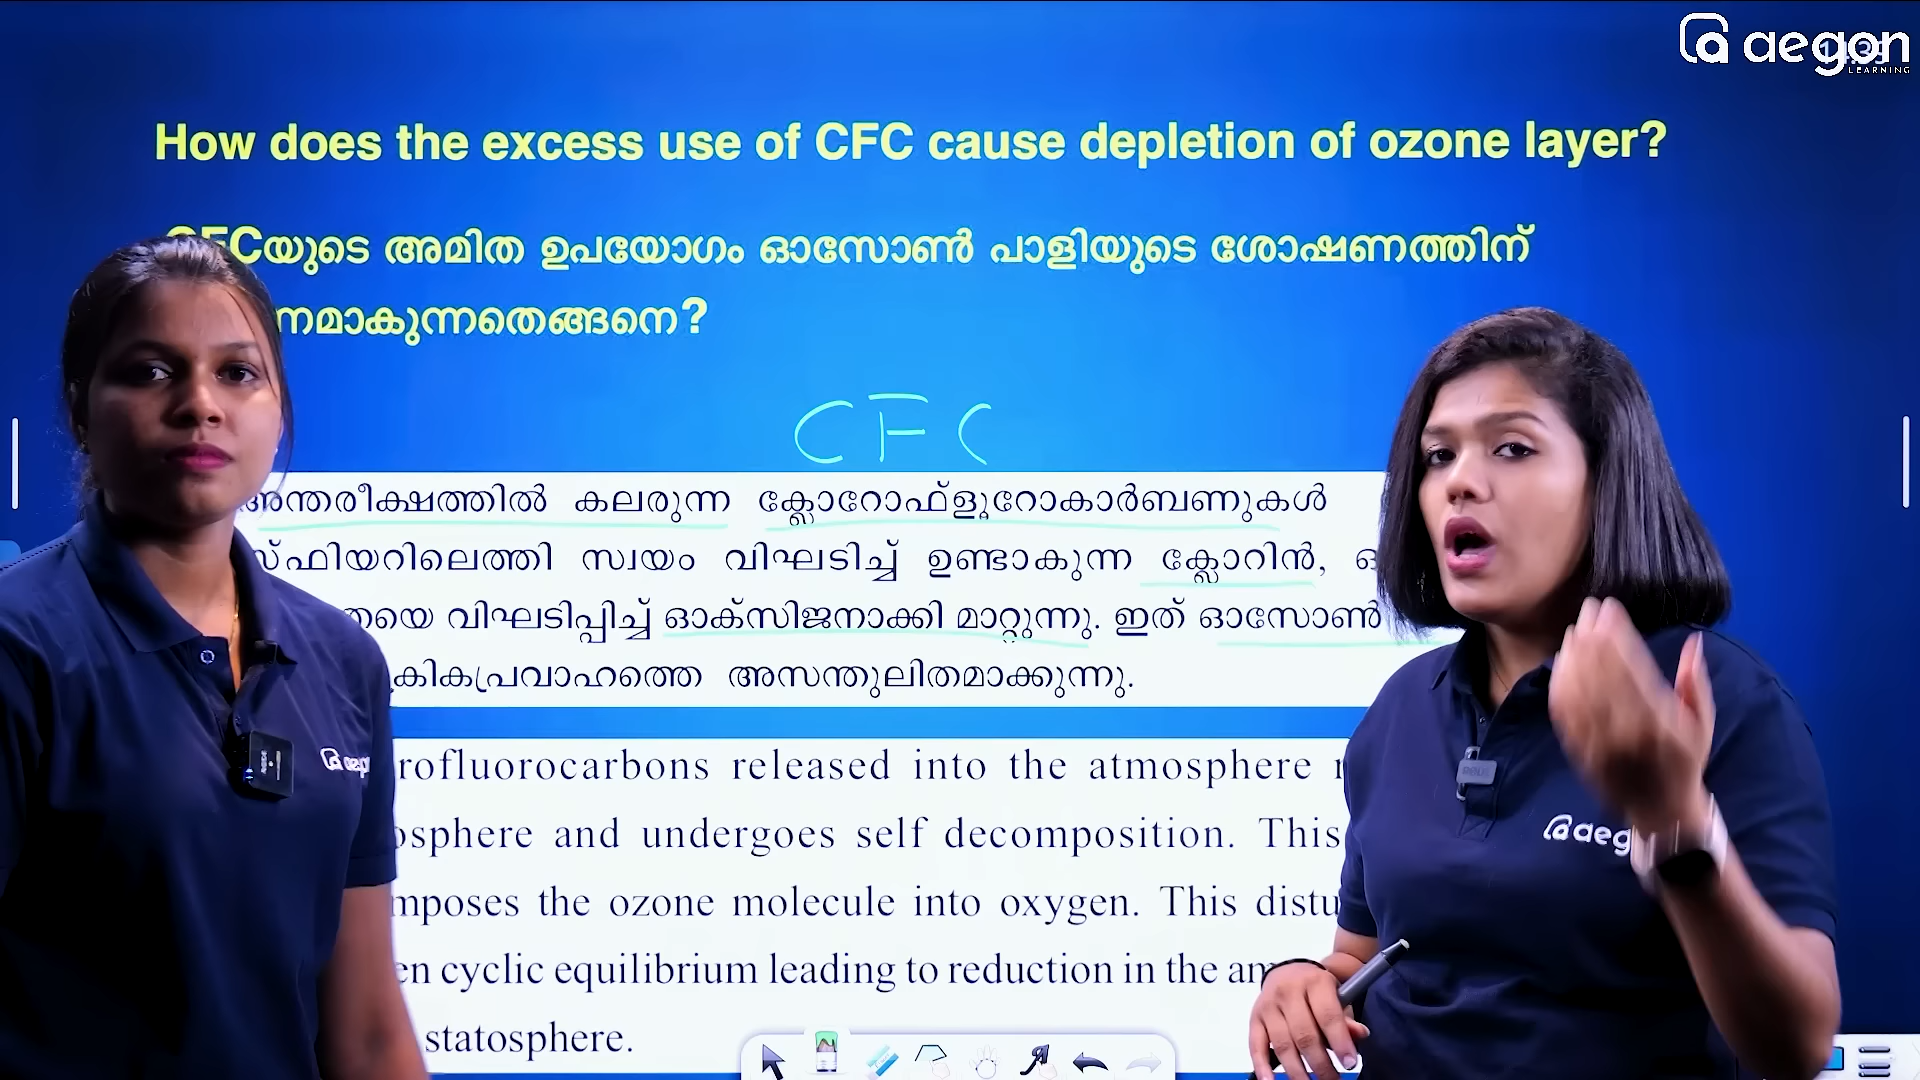 aegon
LEARNING
How does the excess use of CFC cause depletion of ozone layer?
CFCയുടെ അമിത ഉപയോഗം ഓസോൺ പാളിയുടെ ശോഷണത്തിന്
നമാകുന്നതെങ്ങനെ?
CFC
അന്തരീക്ഷത്തിൽ കലരുന്ന ക്ലോറോഫ്ളൂറോകാർബണുകൾ
സ്ഫിയറിലെത്തി സ്വയം വിഘടിച്ച് ഉണ്ടാകുന്ന ക്ലോറിൻ,
തയെ വിഘടിപ്പിച്ച് ഓക്സിജനാക്കി മാറ്റുന്നു. ഇത് ഓസോൺ
ക്രികപ്രവാഹത്തെ അസന്തുലിതമാക്കുന്നു.
rofluorocarbons released into the atmosphere
osphere and undergoes self decomposition. This
mposes the ozone molecule into oxygen. This distu
en cyclic equilibrium leading to reduction in the am
statosphere.
aegon
aeg